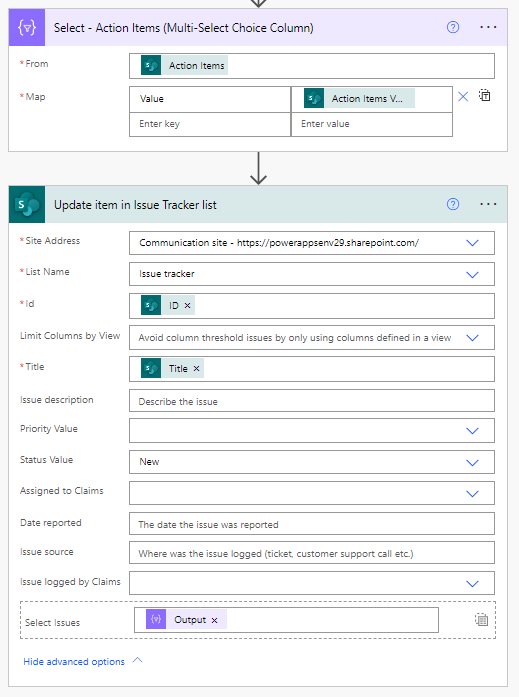 Select - Action Items (Multi-Select Choice Column)
* From
Action Items
* Map
Value
Action Items V...
Enter key
Enter value
Update item in Issue Tracker list
* Site Address
Communication site - https://powerappsenv29.sharepoint.com/
* List Name
Issue tracker
* Id
ID ×
Limit Columns by View
Avoid column threshold issues by only using columns defined in a view
* Title
Title ×
Issue description
Describe the issue
Priority Value
Status Value
New
Assigned to Claims
Date reported
The date the issue was reported
Issue source
Where was the issue logged (ticket, customer support call etc.)
Issue logged by Claims
Select Issues
Output ×
Hide advanced options